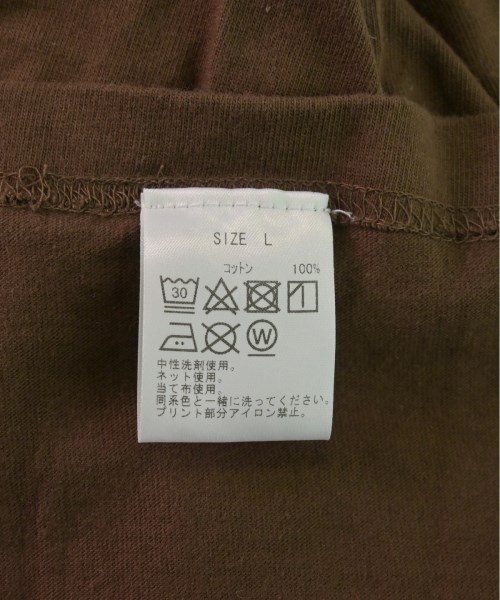 SIZE L
コットン 100%
30
W
中性洗剤使用。
ネット使用。
当て布使用。
同系色と一緒に洗ってください。
プリント部分アイロン禁止。